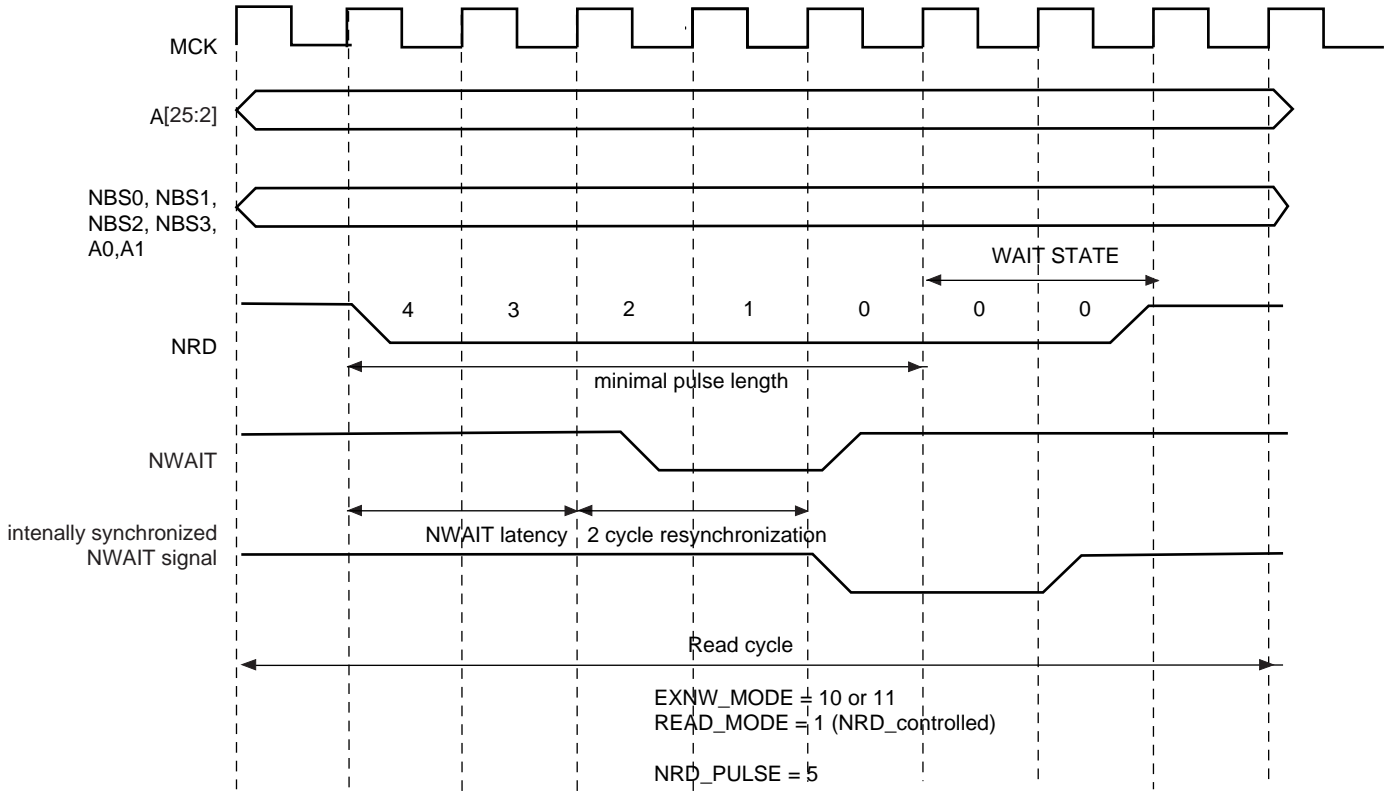 MCK
A[25:2]
NBS0, NBS1,
NBS2, NBS3,
A0,A1
WAIT STATE
4 3 2 1 0 0 0
NRD
minimal pulse length
NWAIT
NWAIT latency 2 cycle resynchronization
intenally synchronized
NWAIT signal
Read cycle
EXNW_MODE = 10 or 11
READ_MODE = 1 (NRD_controlled)
NRD_PULSE = 5